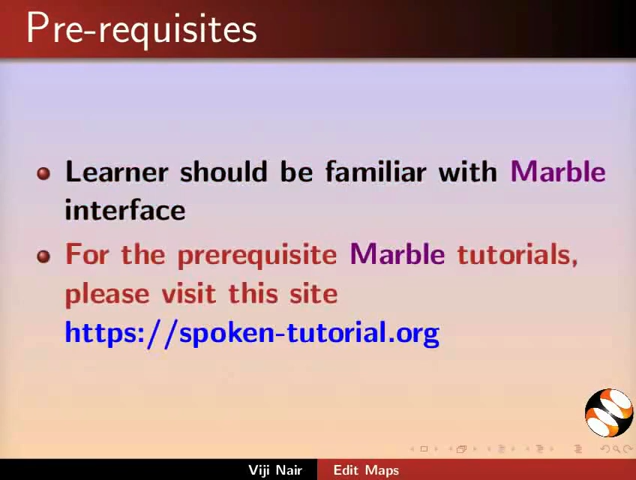 Pre-requisites
Learner should be familiar with Marble
interface
For the prerequisite Marble tutorials,
please visit this site
https://spoken-tutorial.org
Viji Nair Edit Maps